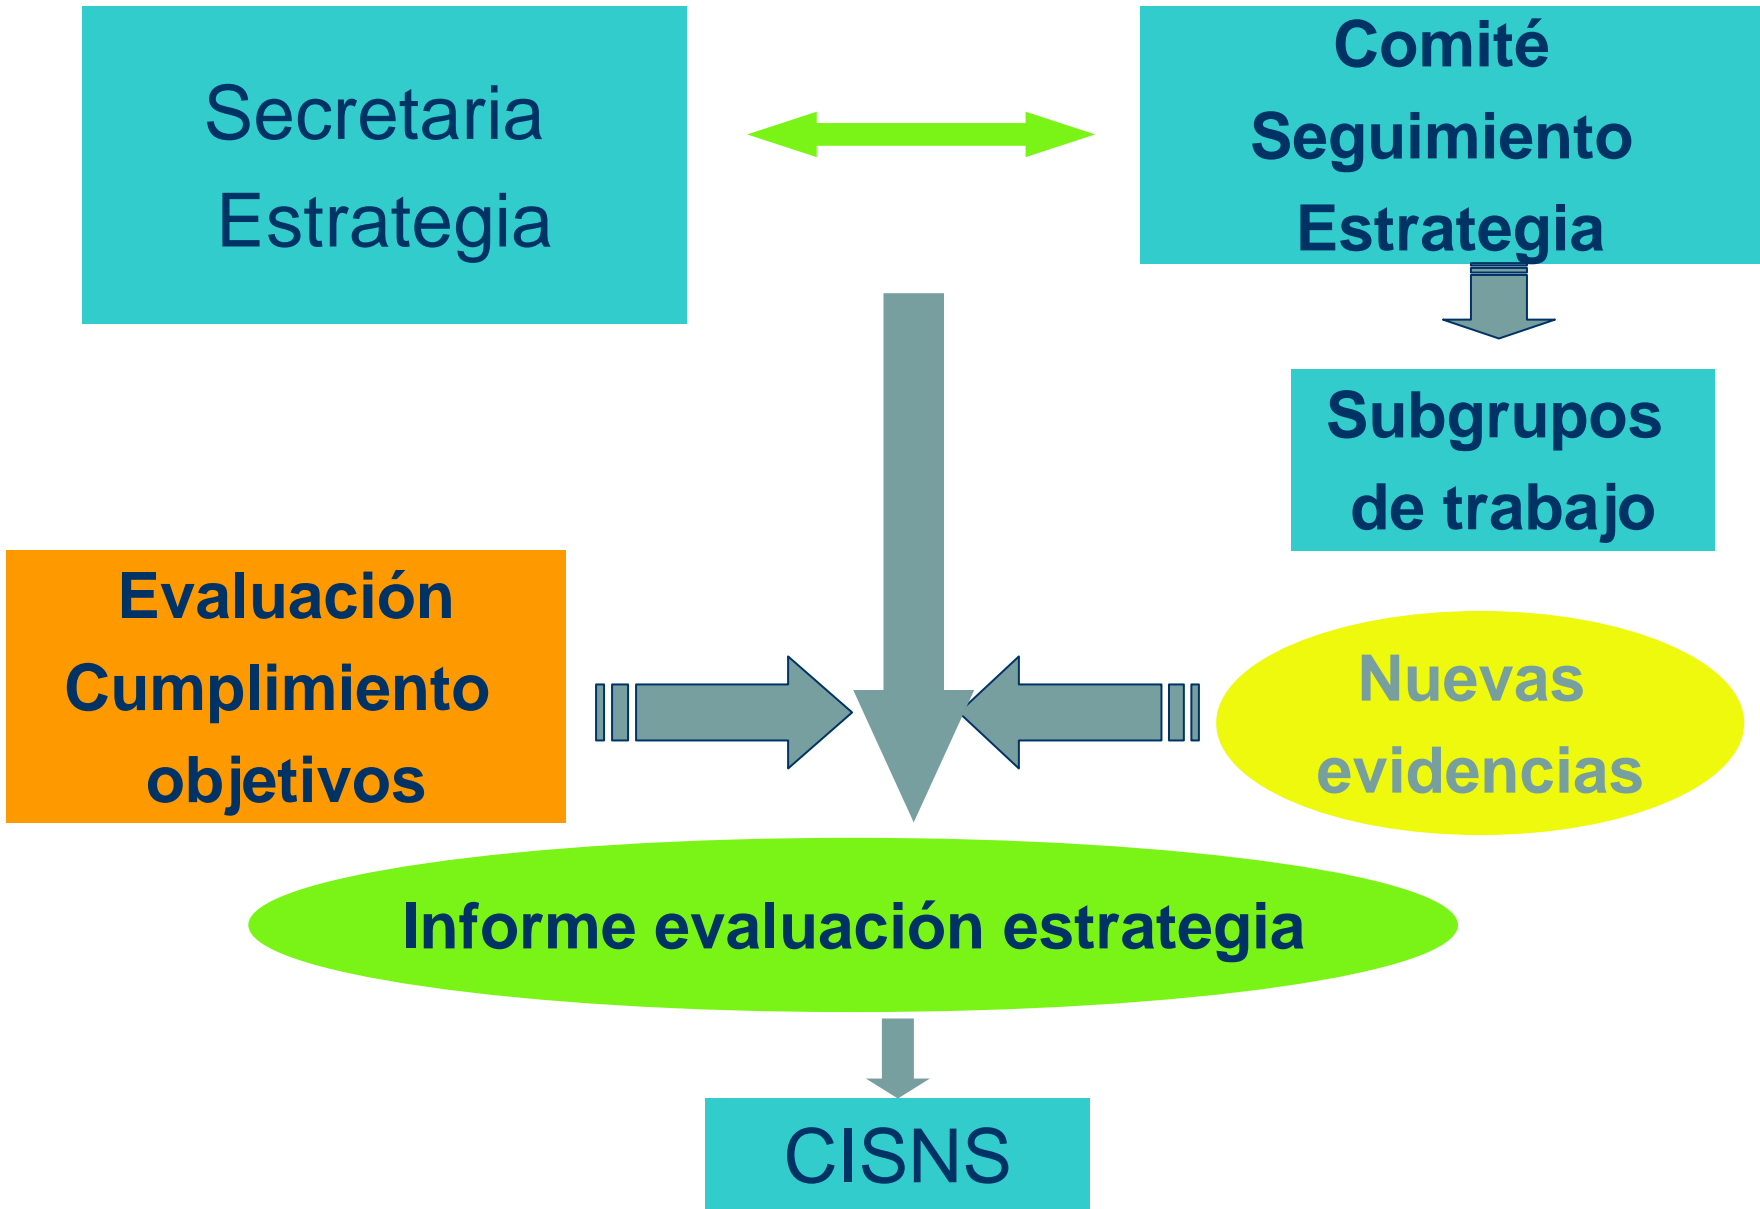 Secretaria
Estrategia
Comité
Seguimiento
Estrategia
Subgrupos
de trabajo
Evaluación
Cumplimiento
objetivos
Nuevas
evidencias
Informe evaluación estrategia
CISNS